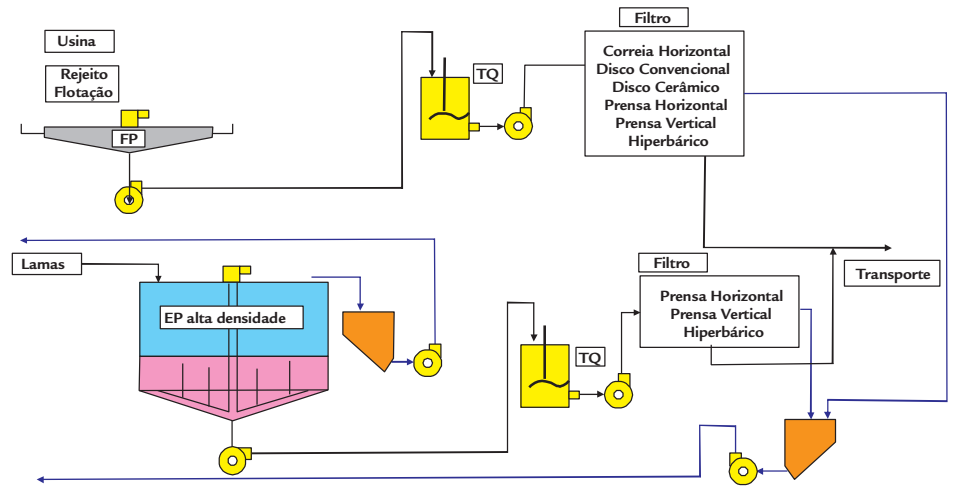 Usina
Rejeito
Flotação
FP
TQ
Filtro
Correia Horizontal
Disco Convencional
Disco Cerâmico
Prensa Horizontal
Prensa Vertical
Hiperbárico
Lamas
EP alta densidade
TQ
Filtro
Prensa Horizontal
Prensa Vertical
Hiperbárico
Transporte